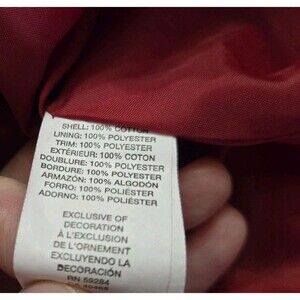 SHELL: 100% COTTON
LINING: 100% POLYESTER
TRIM: 100% POLYESTER
EXTÉRIEUR: 100% COTON
DOUBLURE: 100% POLYESTER
BORDURE: 100% POLYESTER
ARMAZÓN: 100% ALGODÓN
FORRO: 100% POLIÉSTER
ADORNO: 100% POLIÉSTER
EXCLUSIVE OF
DECORATION
À L'EXCLUSION
DE L'ORNEMENT
EXCLUYENDO LA
DECORACIÓN
RN 59284